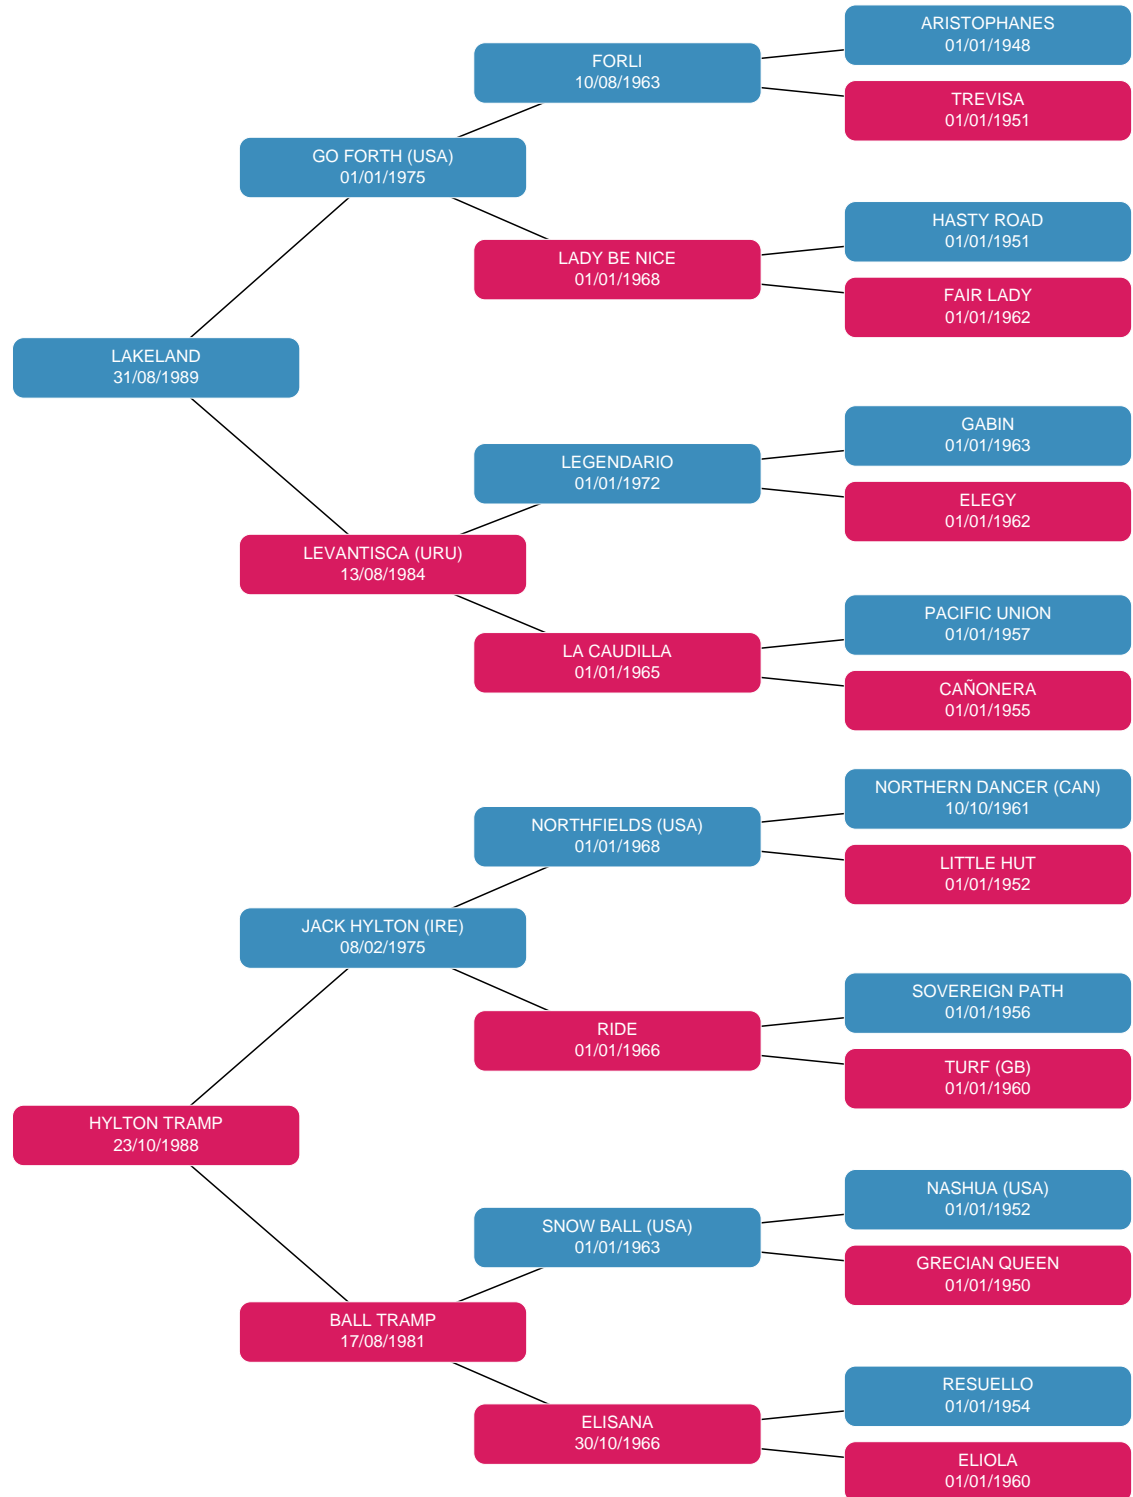 ARISTOPHANES
01/01/1948
FORLI
10/08/1963
TREVISA
01/01/1951
GO FORTH (USA)
01/01/1975
HASTY ROAD
01/01/1951
LADY BE NICE
01/01/1968
FAIR LADY
01/01/1962
LAKELAND
31/08/1989
GABIN
01/01/1963
LEGENDARIO
01/01/1972
ELEGY
01/01/1962
LEVANTISCA (URU)
13/08/1984
PACIFIC UNION
01/01/1957
LA CAUDILLA
01/01/1965
CAÑONERA
01/01/1955
NORTHERN DANCER (CAN)
10/10/1961
NORTHFIELDS (USA)
01/01/1968
LITTLE HUT
01/01/1952
JACK HYLTON (IRE)
08/02/1975
SOVEREIGN PATH
01/01/1956
RIDE
01/01/1966
TURF (GB)
01/01/1960
HYLTON TRAMP
23/10/1988
NASHUA (USA)
01/01/1952
SNOW BALL (USA)
01/01/1963
GRECIAN QUEEN
01/01/1950
BALL TRAMP
17/08/1981
RESUELLO
01/01/1954
ELISANA
30/10/1966
ELIOLA
01/01/1960